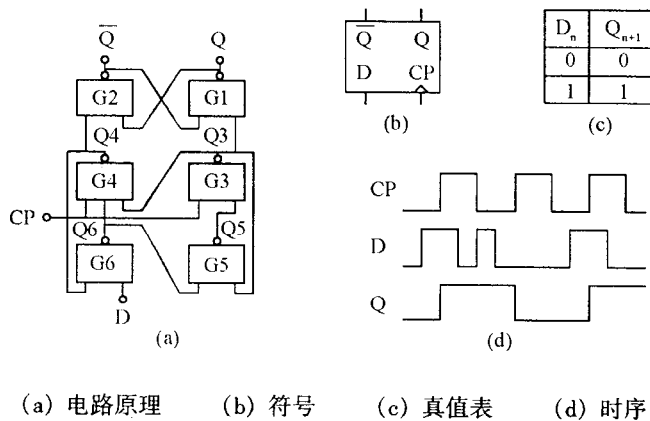 Q̅ Q
G2 G1
Q4 Q3
G4 G3
CP
Q6 Q5
G6 G5
D
(a)
Q̅ Q
D CP
(b)
Dₙ Qₙ₊₁
0 0
1 1
(c)
CP
D
Q
(d)
(a) 电路原理 (b) 符号 (c) 真值表 (d) 时序